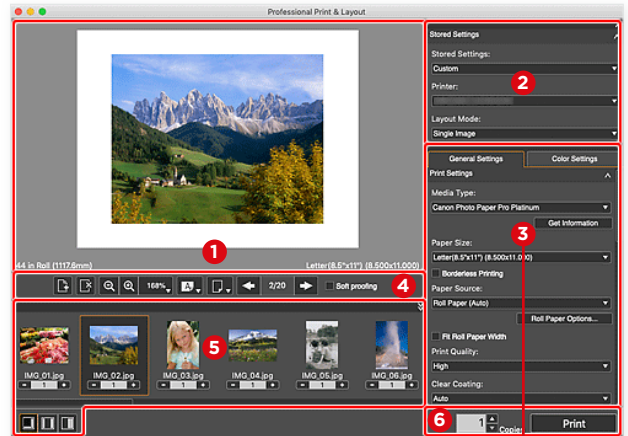 Professional Print & Layout
Stored Settings
Stored Settings:
Custom
2
Printer:
Layout Mode:
Single Image
1
44 in Roll (1117.6mm)
Letter(8.5"x11") (8.500x11.000)
General Settings
Color Settings
Print Settings
Media Type:
Canon Photo Paper Pro Platinum
Get Information
3
Paper Size:
Letter(8.5"x11") (8.500x11.000)
Borderless Printing
Paper Source:
Roll Paper (Auto)
Roll Paper Options...
Fit Roll Paper Width
Print Quality:
High
Clear Coating:
Auto
168%
A
2/20
Soft proofing
4
5
IMG_01.jpg
IMG_02.jpg
IMG_03.jpg
IMG_04.jpg
IMG_05.jpg
IMG_06.jpg
- 1 +
- 1 +
- 1 +
- 1 +
- 1 +
- 1 +
6
1
Copies
Print